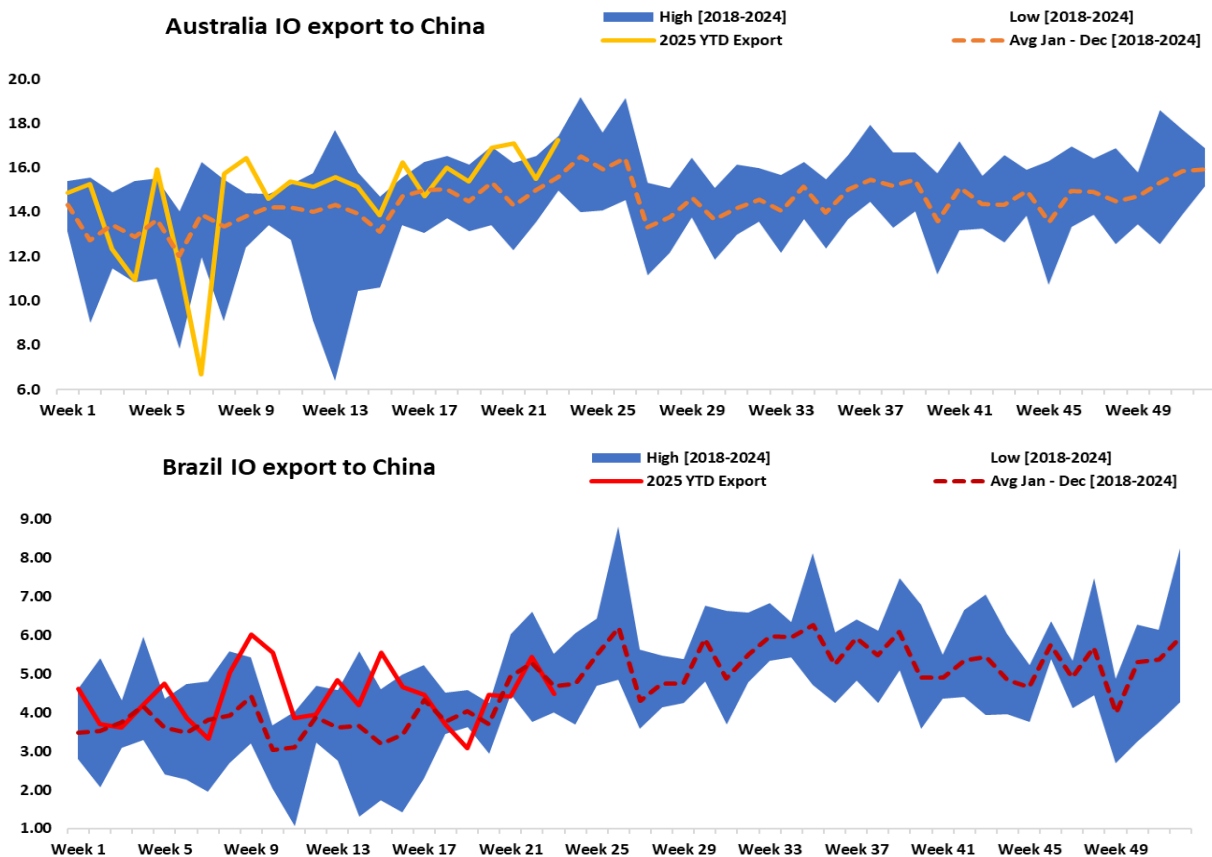 Australia IO export to China
High [2018-2024]
Low [2018-2024]
2025 YTD Export
Avg Jan - Dec [2018-2024]
20.0
18.0
16.0
14.0
12.0
10.0
8.0
6.0
Week 1 Week 5 Week 9 Week 13 Week 17 Week 21 Week 25 Week 29 Week 33 Week 37 Week 41 Week 45 Week 49
Brazil IO export to China
High [2018-2024]
Low [2018-2024]
2025 YTD Export
Avg Jan - Dec [2018-2024]
9.00
8.00
7.00
6.00
5.00
4.00
3.00
2.00
1.00
Week 1 Week 5 Week 9 Week 13 Week 17 Week 21 Week 25 Week 29 Week 33 Week 37 Week 41 Week 45 Week 49